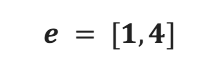 e = [1,4]